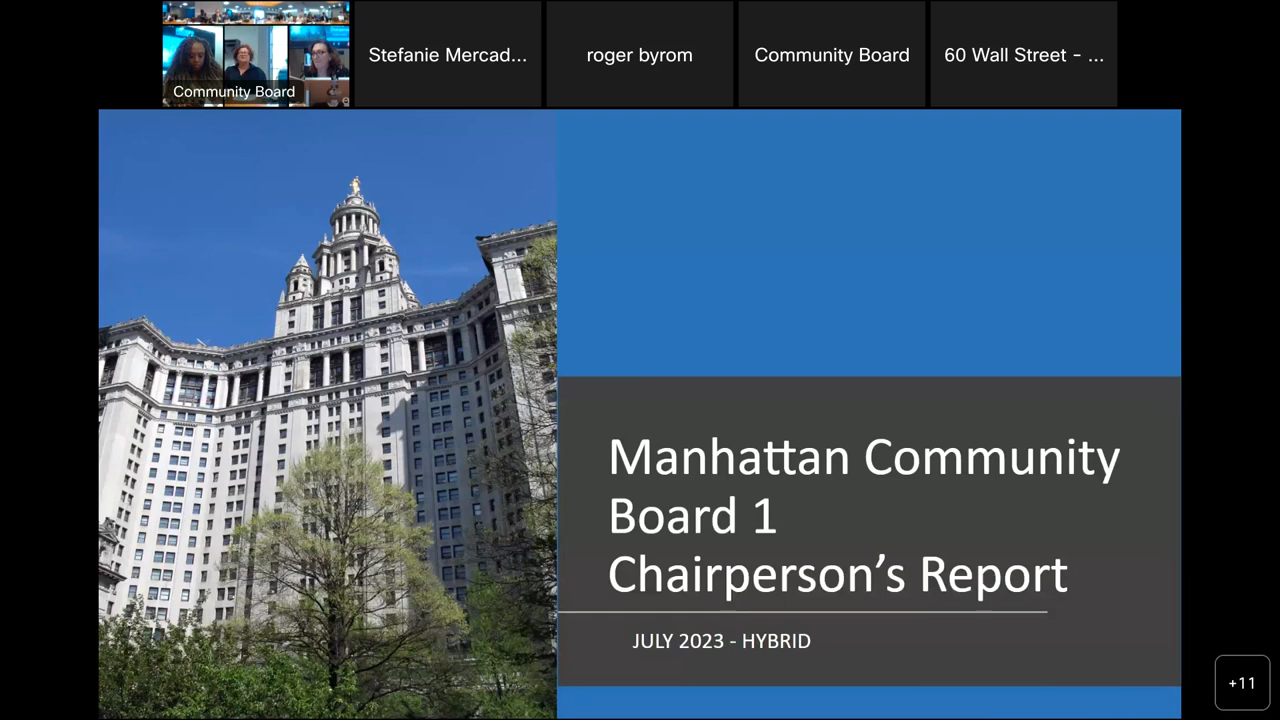 Community Board
Stefanie Mercad...
roger byrom
Community Board
60 Wall Street - ...
Manhattan Community
Board 1
Chairperson’s Report
JULY 2023 - HYBRID
+11